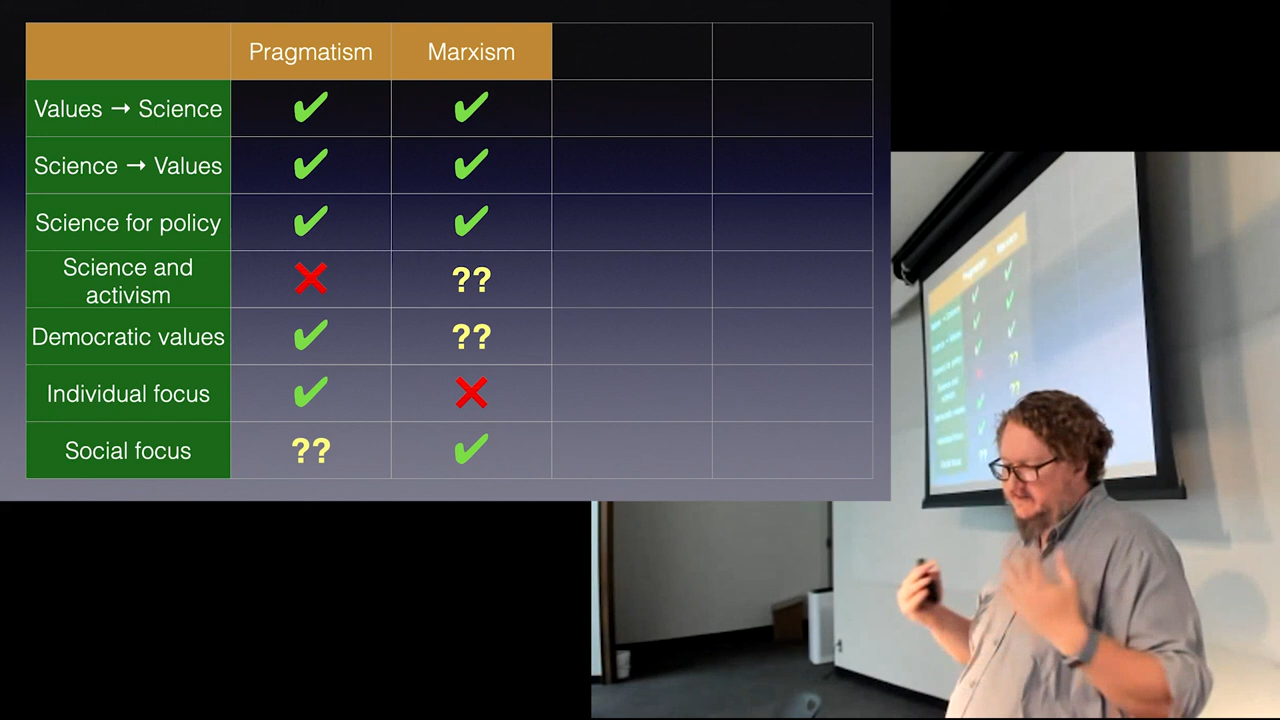 Pragmatism Marxism
Values → Science ✔ ✔
Science → Values ✔ ✔
Science for policy ✔ ✔
Science and
activism ✘ ??
Democratic values ✔ ??
Individual focus ✔ ✘
Social focus ?? ✔